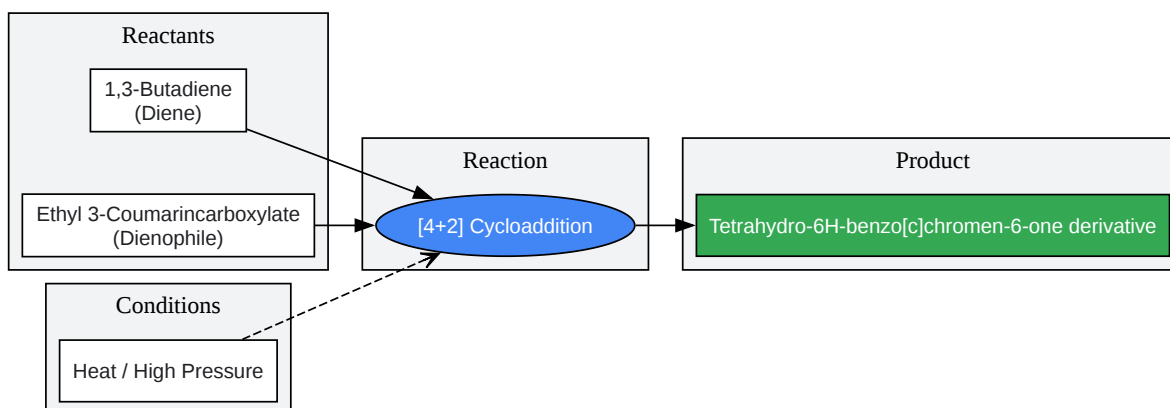 Reactants
1,3-Butadiene
(Diene)
Ethyl 3-Coumarincarboxylate
(Dienophile)
Conditions
Heat / High Pressure
Reaction
[4+2] Cycloaddition
Product
Tetrahydro-6H-benzo[c]chromen-6-one derivative